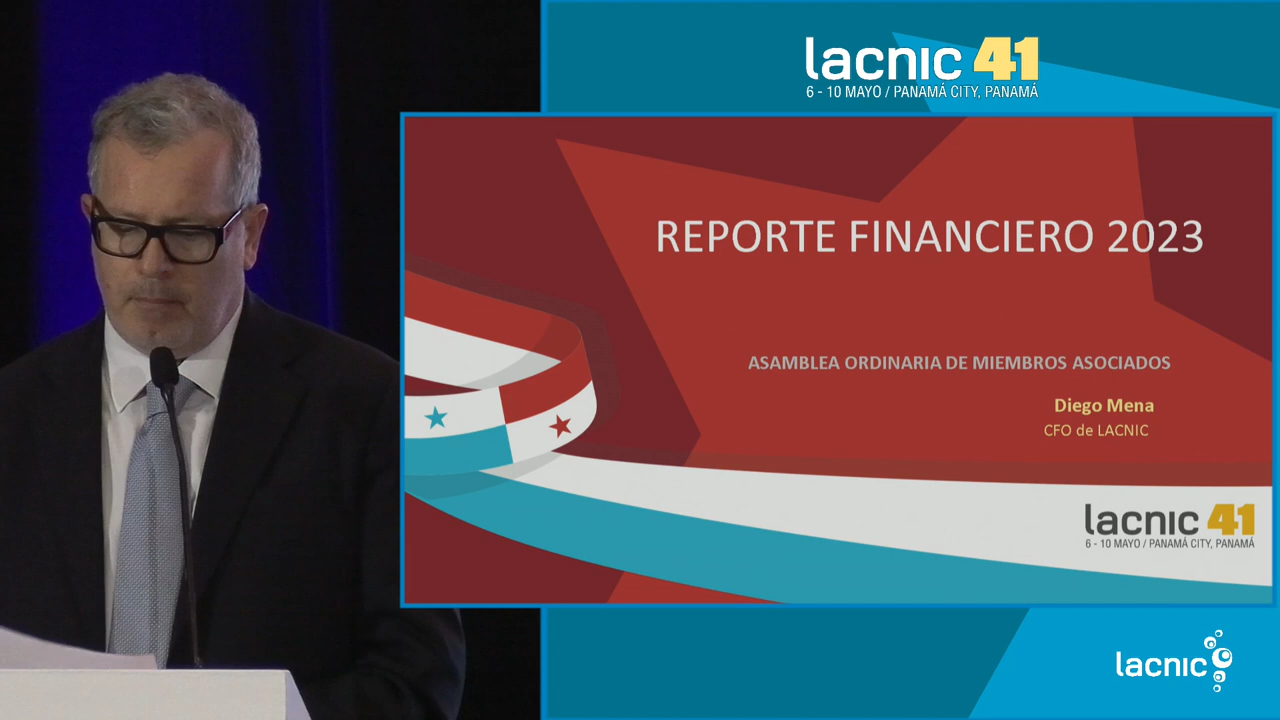 lacnic 41
6 - 10 MAYO / PANAMÁ CITY, PANAMÁ
REPORTE FINANCIERO 2023
ASAMBLEA ORDINARIA DE MIEMBROS ASOCIADOS
Diego Mena
CFO de LACNIC
lacnic 41
6 - 10 MAYO / PANAMÁ CITY, PANAMÁ
lacnic